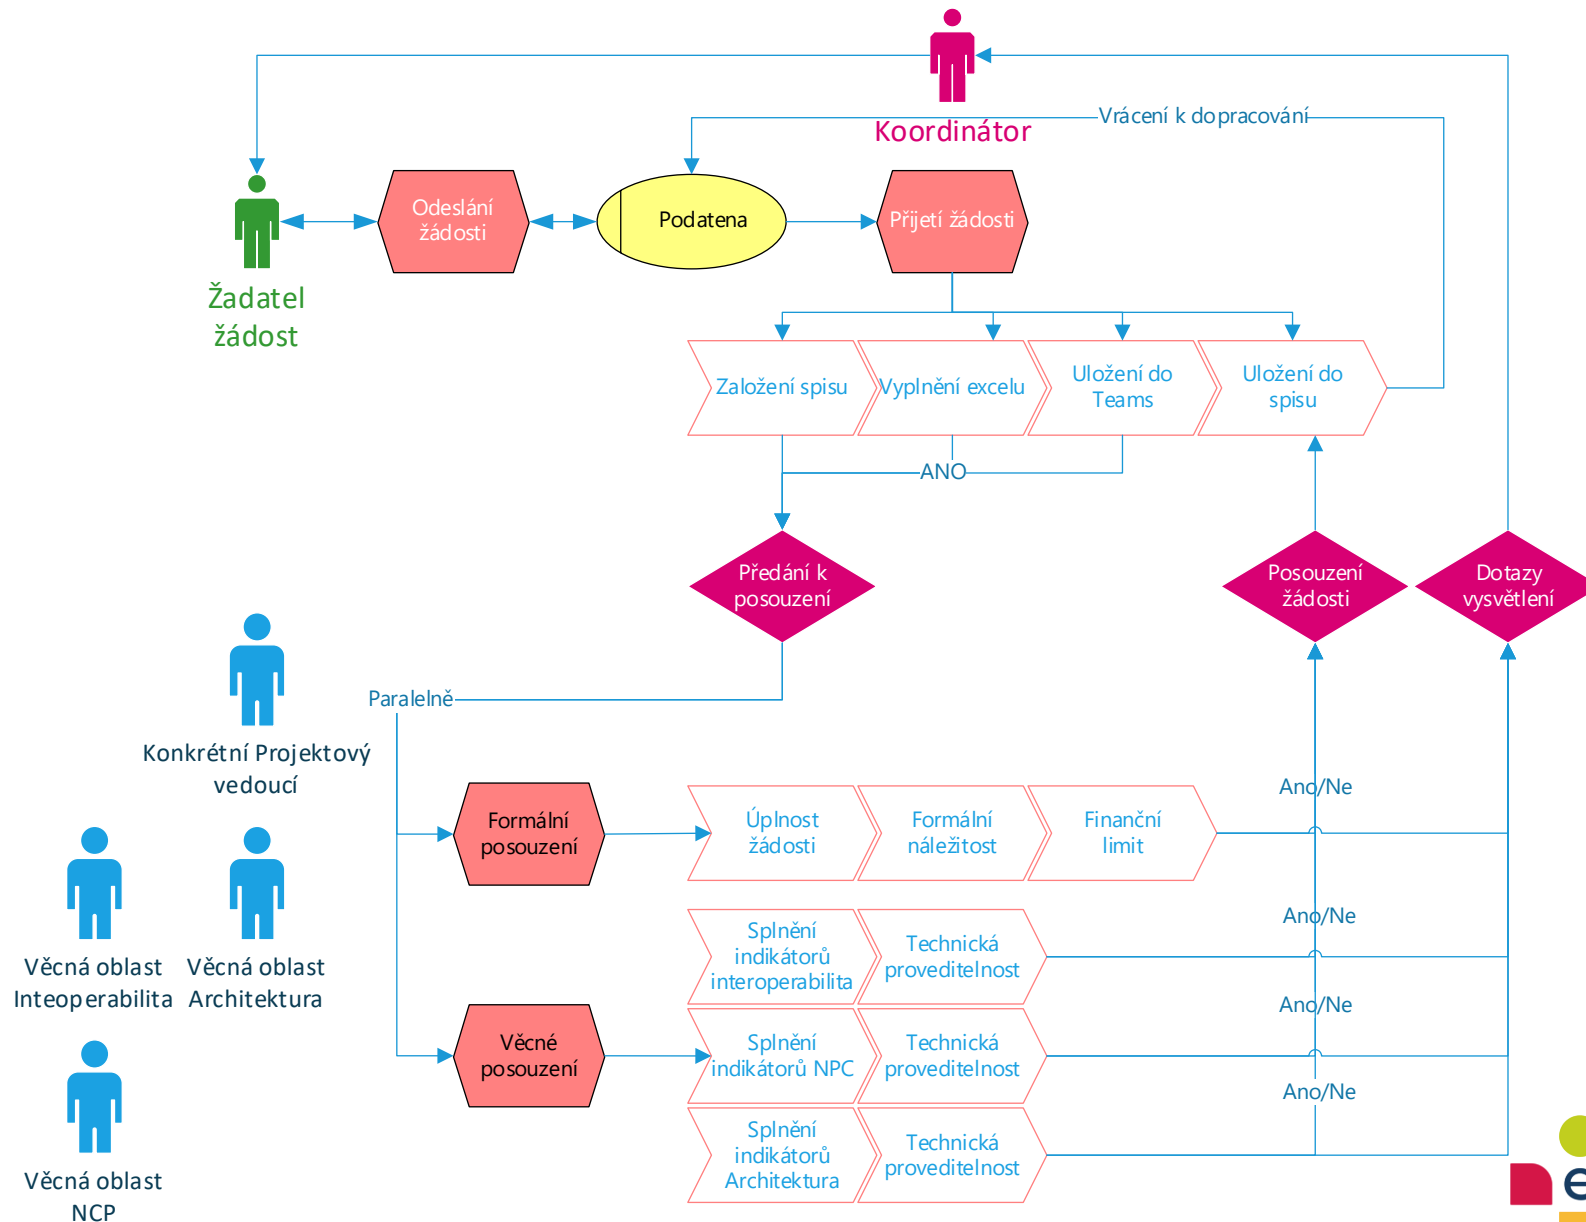 Koordinátor
Vrácení k dopracování
Odeslání
žádosti
Podatena
Přijetí žádosti
Žadatel
žádost
Založení spisu
Vyplnění excelu
Uložení do
Teams
Uložení do
spisu
ANO
Předání k
posouzení
Posouzení
žádosti
Dotazy
vysvětlení
Paralelně
Konkrétní Projektový
vedoucí
Formální
posouzení
Úplnost
žádosti
Formální
náležitost
Finanční
limit
Ano/Ne
Věcná oblast
Inteoperabilita
Věcná oblast
Architektura
Splnění
indikátorů
interoperabilita
Technická
proveditelnost
Ano/Ne
Věcné
posouzení
Splnění
indikátorů NPC
Technická
proveditelnost
Ano/Ne
Splnění
indikátorů
Architektura
Technická
proveditelnost
Ano/Ne
Věcná oblast
NCP
e